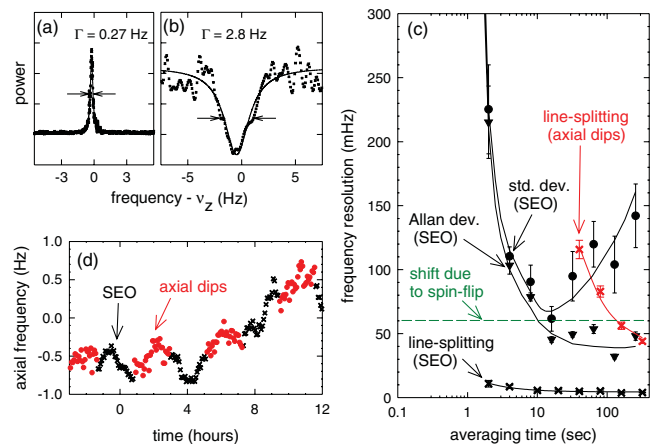 (a)
Γ = 0.27 Hz
(b)
Γ = 2.8 Hz
power
-3
0
3
-5
0
5
frequency - νz (Hz)
(d)
SEO
axial dips
axial frequency (Hz)
1.0
0.5
0.0
-0.5
-1.0
0
4
8
12
time (hours)
(c)
frequency resolution (mHz)
300
250
200
150
100
50
0
line-splitting
(axial dips)
std. dev.
(SEO)
Allan dev.
(SEO)
shift due
to spin-flip
line-splitting
(SEO)
0.1
1
10
100
averaging time (sec)